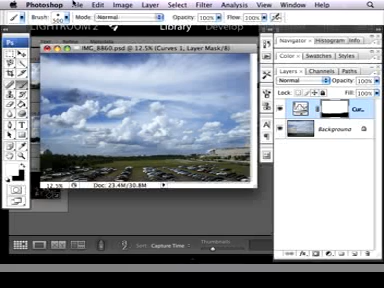 Photoshop File Edit Image Layer Select Filter Analysis View Window Help
Brush: Mode: Normal Opacity: 100% Flow: 100%
LIGHTROOM 2 Library Develop
IMG_8860.psd @ 12.5% (Curves 1, Layer Mask/8)
Ps
Navigator Histogram Info
Color Swatches Styles
Layers Channels Paths
Normal Opacity: 100%
Lock: Fill: 100%
Cur...
Background
12.5% Doc: 23.4M/30.8M
Sort: Capture Time Thumbnails